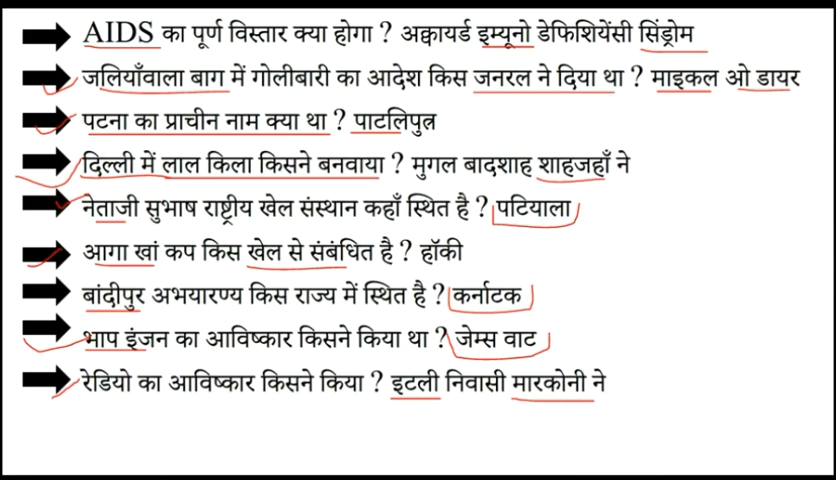 AIDS का पूर्ण विस्तार क्या होगा ? अक्वायर्ड इम्यूनो डेफिशियेंसी सिंड्रोम
जलियाँवाला बाग में गोलीबारी का आदेश किस जनरल ने दिया था ? माइकल ओ डायर
पटना का प्राचीन नाम क्या था ? पाटलिपुत्र
दिल्ली में लाल किला किसने बनवाया ? मुगल बादशाह शाहजहाँ ने
नेताजी सुभाष राष्ट्रीय खेल संस्थान कहाँ स्थित है ? पटियाला
आगा खां कप किस खेल से संबंधित है ? हॉकी
बांदीपुर अभयारण्य किस राज्य में स्थित है ? कर्नाटक
भाप इंजन का आविष्कार किसने किया था ? जेम्स वाट
रेडियो का आविष्कार किसने किया ? इटली निवासी मारकोनी ने